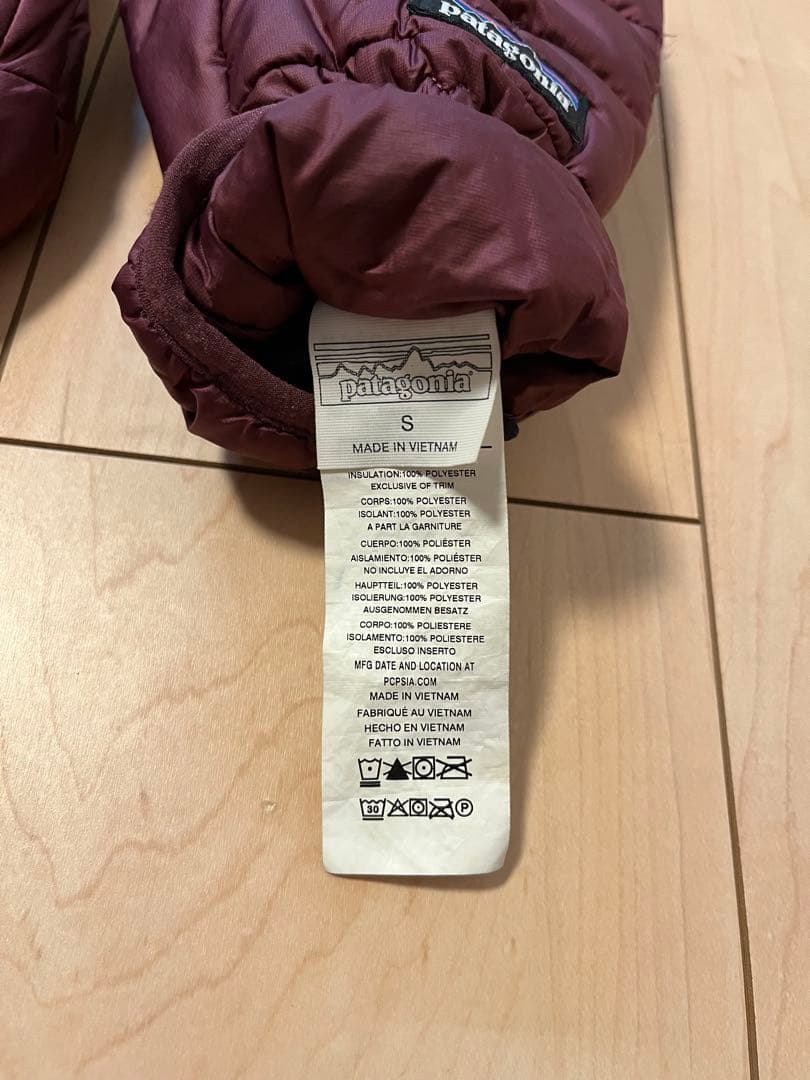 patagonia
patagonia
S
MADE IN VIETNAM
INSULATION:100% POLYESTER
EXCLUSIVE OF TRIM
CORPS:100% POLYESTER
ISOLANT:100% POLYESTER
A PART LA GARNITURE
CUERPO:100% POLIÉSTER
AISLAMIENTO:100% POLIÉSTER
NO INCLUYE EL ADORNO
HAUPTTEIL:100% POLYESTER
ISOLIERUNG:100% POLYESTER
AUSGENOMMEN BESATZ
CORPO:100% POLIESTERE
ISOLAMENTO:100% POLIESTERE
ESCLUSO INSERTO
MFG DATE AND LOCATION AT
PCPSIA.COM
MADE IN VIETNAM
FABRIQUÉ AU VIETNAM
HECHO EN VIETNAM
FATTO IN VIETNAM
30 P